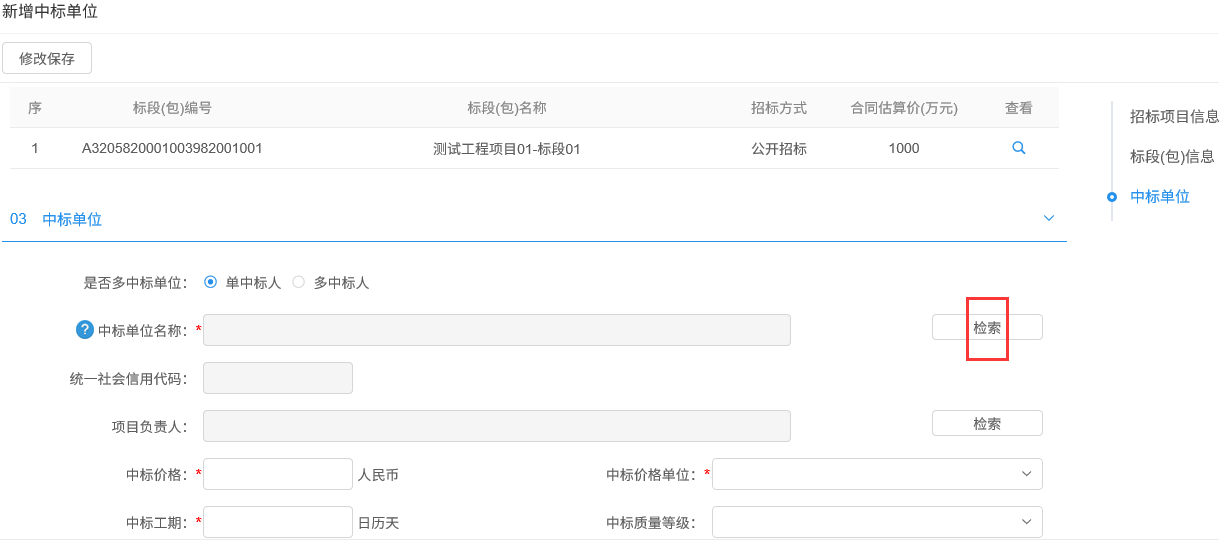 新增中标单位
修改保存
序 标段(包)编号 标段(包)名称 招标方式 合同估算价(万元) 查看
1 A3205820001003982001001 测试工程项目01-标段01 公开招标 1000
招标项目信息
标段(包)信息
中标单位
03 中标单位
是否多中标单位: 单中标人 多中标人
? 中标单位名称:* 检索
统一社会信用代码:
项目负责人: 检索
中标价格:* 人民币 中标价格单位:*
中标工期:* 日历天 中标质量等级: